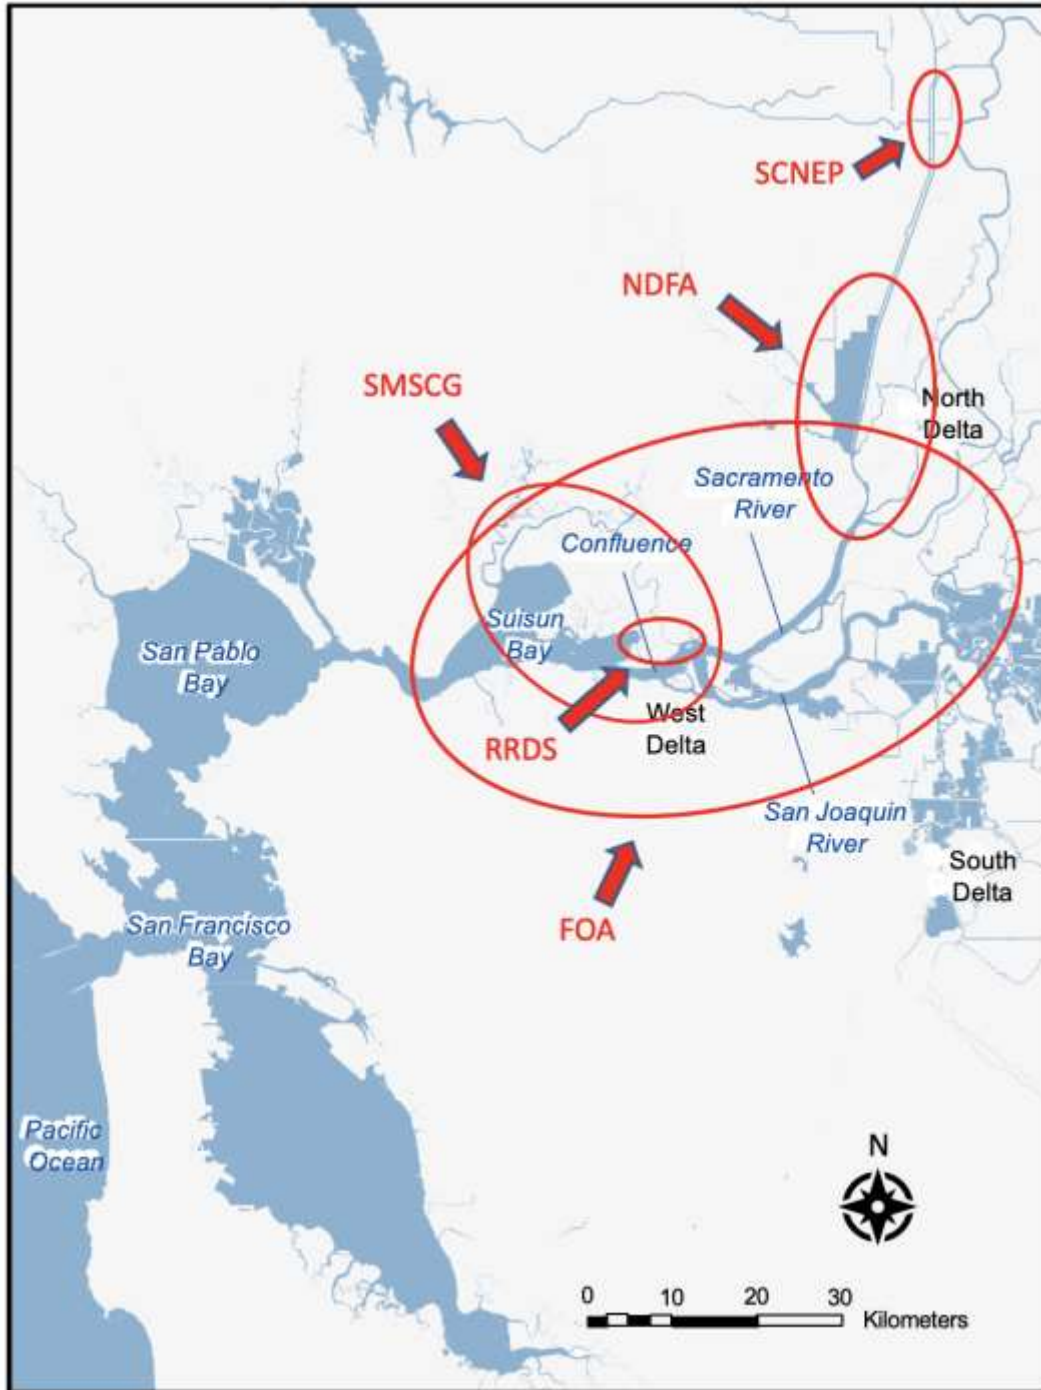 SCNEP
NDFA
SMSCG
North
Delta
Sacramento
River
Confluence
Suisun
Bay
San Pablo
Bay
West
Delta
RRDS
San Joaquin
River
South
Delta
FOA
San Francisco
Bay
Pacific
Ocean
N
0 10 20 30
Kilometers